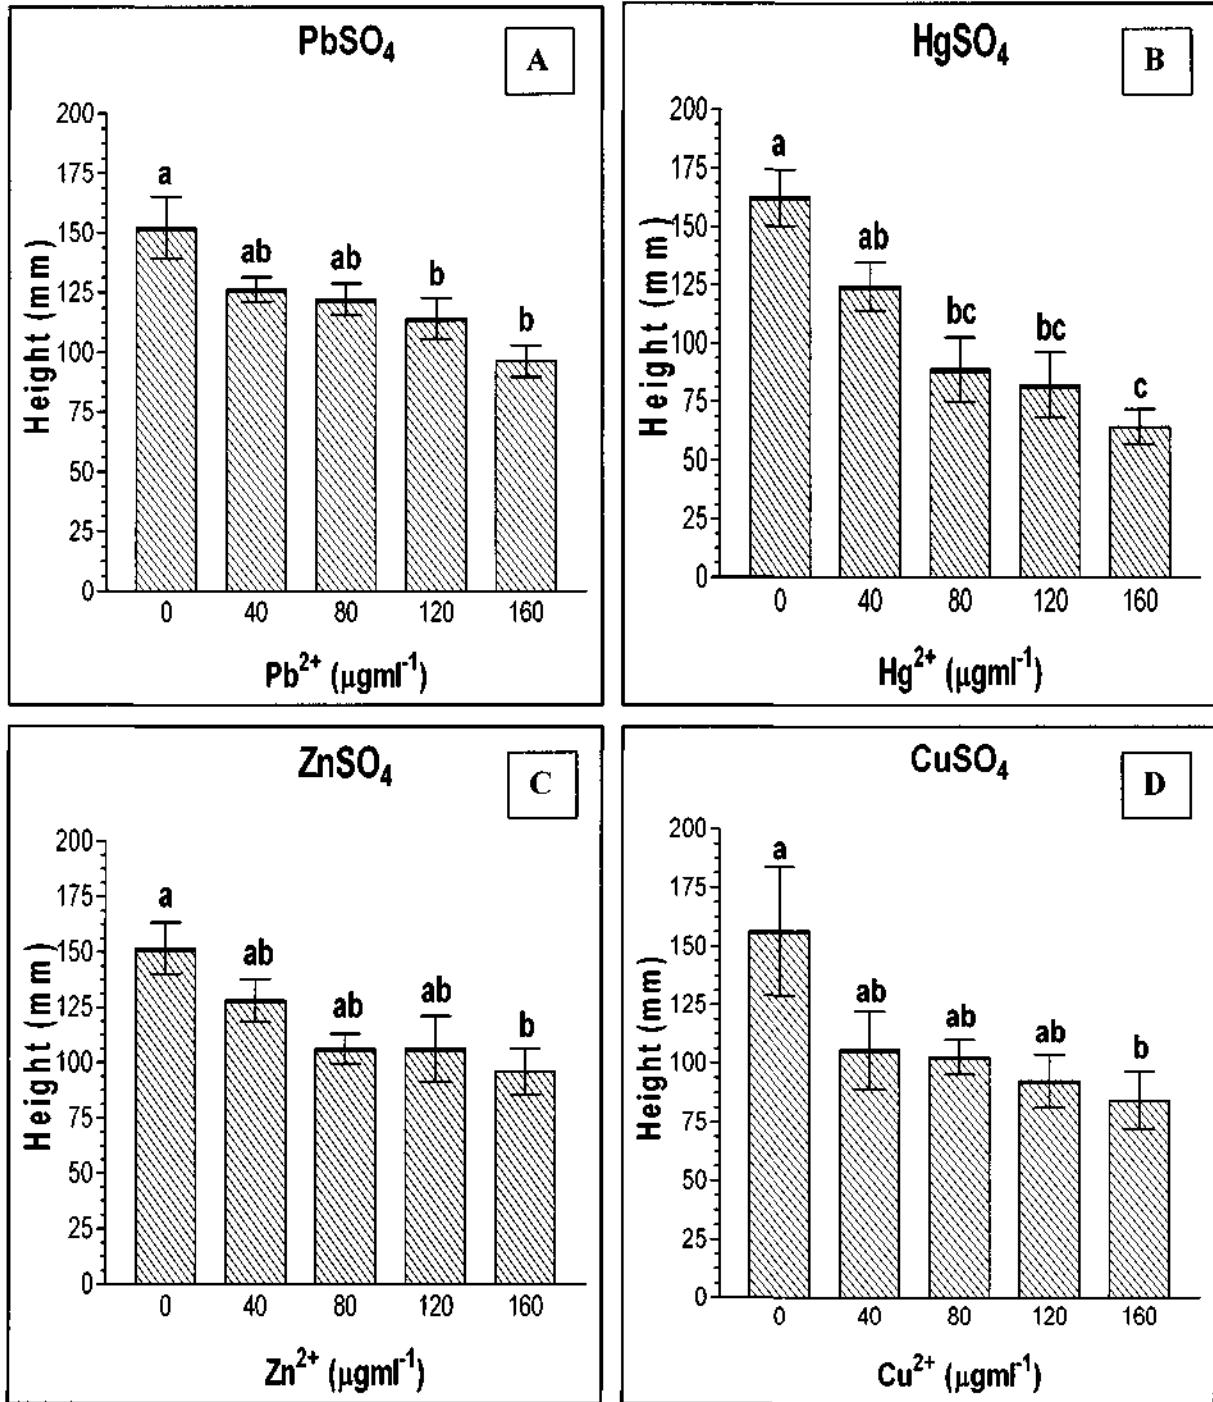 PbSO₄
A
200
175
150
125
100
75
50
25
0
Height (mm)
a
ab
ab
b
b
0 40 80 120 160
Pb²⁺ (μgml⁻¹)
HgSO₄
B
200
175
150
125
100
75
50
25
0
Height (mm)
a
ab
bc
bc
c
0 40 80 120 160
Hg²⁺ (μgml⁻¹)
ZnSO₄
C
200
175
150
125
100
75
50
25
0
Height (mm)
a
ab
ab
ab
b
0 40 80 120 160
Zn²⁺ (μgml⁻¹)
CuSO₄
D
200
175
150
125
100
75
50
25
0
Height (mm)
a
ab
ab
ab
b
0 40 80 120 160
Cu²⁺ (μgml⁻¹)